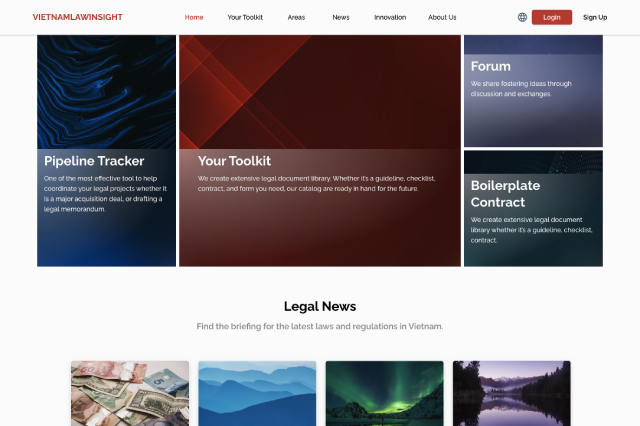 VIETNAMLAWINSIGHT
Home
Your Toolkit
Areas
News
Innovation
About Us
Login
Sign Up
Pipeline Tracker
One of the most effective tool to help
coordinate your legal projects whether it
is a major acquisition deal, or drafting a
legal memorandum.
Your Toolkit
We create extensive legal document library. Whether it's a guideline, checklist,
contract, and form you need, our catalog are ready in hand for the future.
Forum
We share fostering ideas through
discussion and exchanges.
Boilerplate
Contract
We create extensive legal document
library whether it's a guideline, checklist,
contract.
Legal News
Find the briefing for the latest laws and regulations in Vietnam.